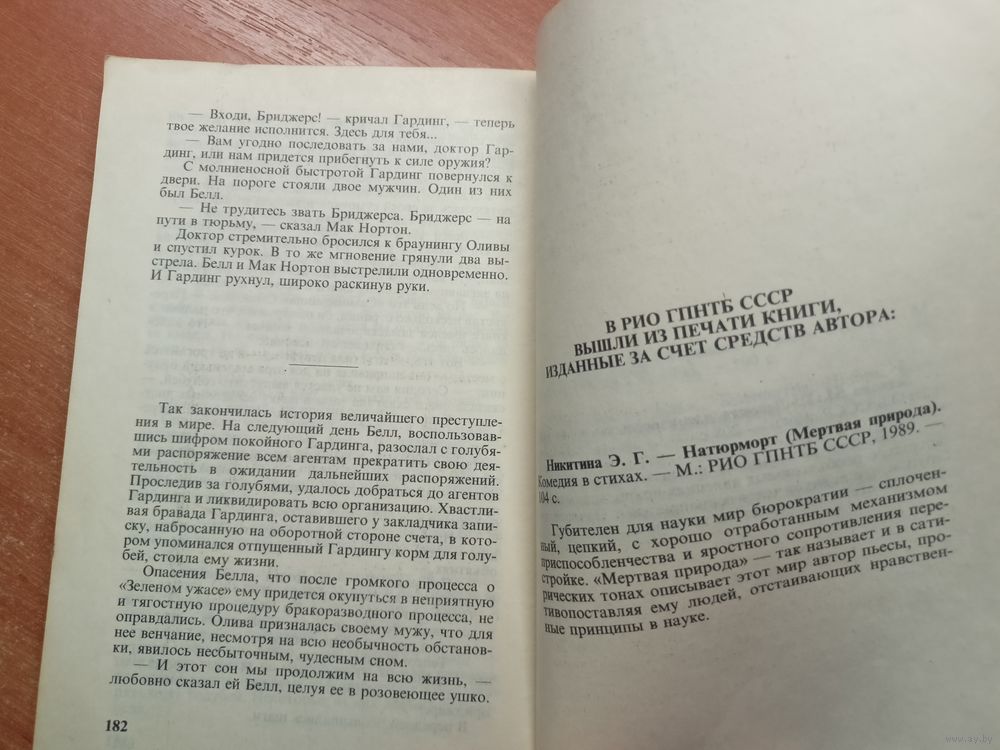 — Входи, Бриджерс! — кричал Гардинг, — теперь
твое желание исполнится. Здесь для тебя...
— Вам угодно последовать за нами, доктор Гар-
динг, или нам придется прибегнуть к силе оружия?
С молниеносной быстротой Гардинг повернулся к
двери. На пороге стояли двое мужчин. Один из них
был Белл.
— Не трудитесь звать Бриджерса. Бриджерс — на
пути в тюрьму, — сказал Мак Нортон.
Доктор стремительно бросился к браунингу Оливы
и спустил курок. В то же мгновение грянули два вы-
стрела. Белл и Мак Нортон выстрелили одновременно.
И Гардинг рухнул, широко раскинув руки.
Так закончилась история величайшего преступле-
ния в мире. На следующий день Белл, воспользовав-
шись шифром покойного Гардинга, разослал с голубя-
ми распоряжение всем агентам прекратить свою дея-
тельность в ожидании дальнейших распоряжений.
Проследив за голубями, удалось добраться до агентов
Гардинга и ликвидировать всю организацию. Хвастли-
вая бравада Гардинга, оставившего у закладчика запи-
ску, набросанную на оборотной стороне счета, в кото-
ром упоминался отпущенный Гардингу корм для голу-
бей, стоила ему жизни.
Опасения Белла, что после громкого процесса о
«Зеленом ужасе» ему придется окунуться в неприятную
и тягостную процедуру бракоразводного процесса, не
оправдались. Олива призналась своему мужу, что для
нее венчание, несмотря на всю необычность обстанов-
ки, явилось несбыточным, чудесным сном.
— И этот сон мы продолжим на всю жизнь, —
любовно сказал ей Белл, целуя ее в розовеющее ушко.
182
В РИО ГПНТБ СССР
ВЫШЛИ ИЗ ПЕЧАТИ КНИГИ,
ИЗДАННЫЕ ЗА СЧЕТ СРЕДСТВ АВТОРА:
Никитина Э. Г. — Натюрморт (Мертвая природа).
Комедия в стихах. — М.: РИО ГПНТБ СССР, 1989. —
104 с.
Губителен для науки мир бюрократии — сплочен-
ный, цепкий, с хорошо отработанным механизмом
приспособленчества и яростного сопротивления пере-
стройке. «Мертвая природа» — так называет и в сати-
рических тонах описывает этот мир автор пьесы, про-
тивопоставляя ему людей, отстаивающих нравствен-
ные принципы в науке.
www.ay.by